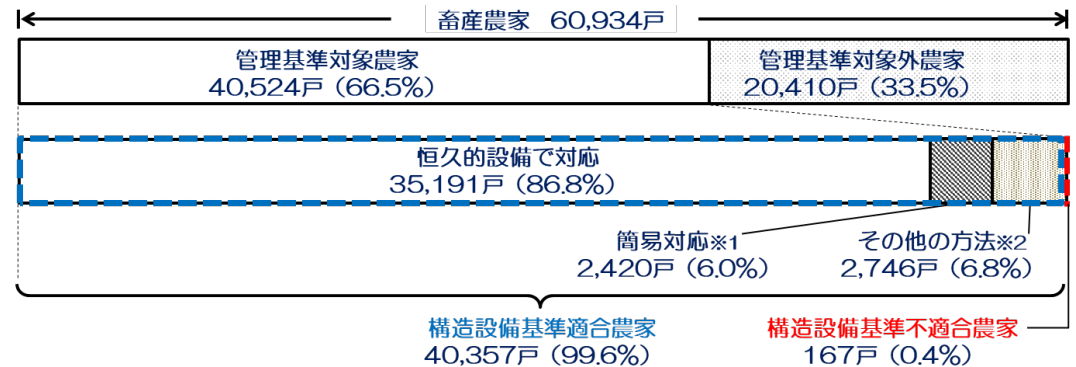 畜産農家 60,934戸
管理基準対象農家
40,524戸(66.5%)
管理基準対象外農家
20,410戸(33.5%)
恒久的設備で対応
35,191戸(86.8%)
簡易対応※1
2,420戸(6.0%)
その他の方法※2
2,746戸(6.8%)
構造設備基準適合農家
40,357戸(99.6%)
構造設備基準不適合農家
167戸(0.4%)